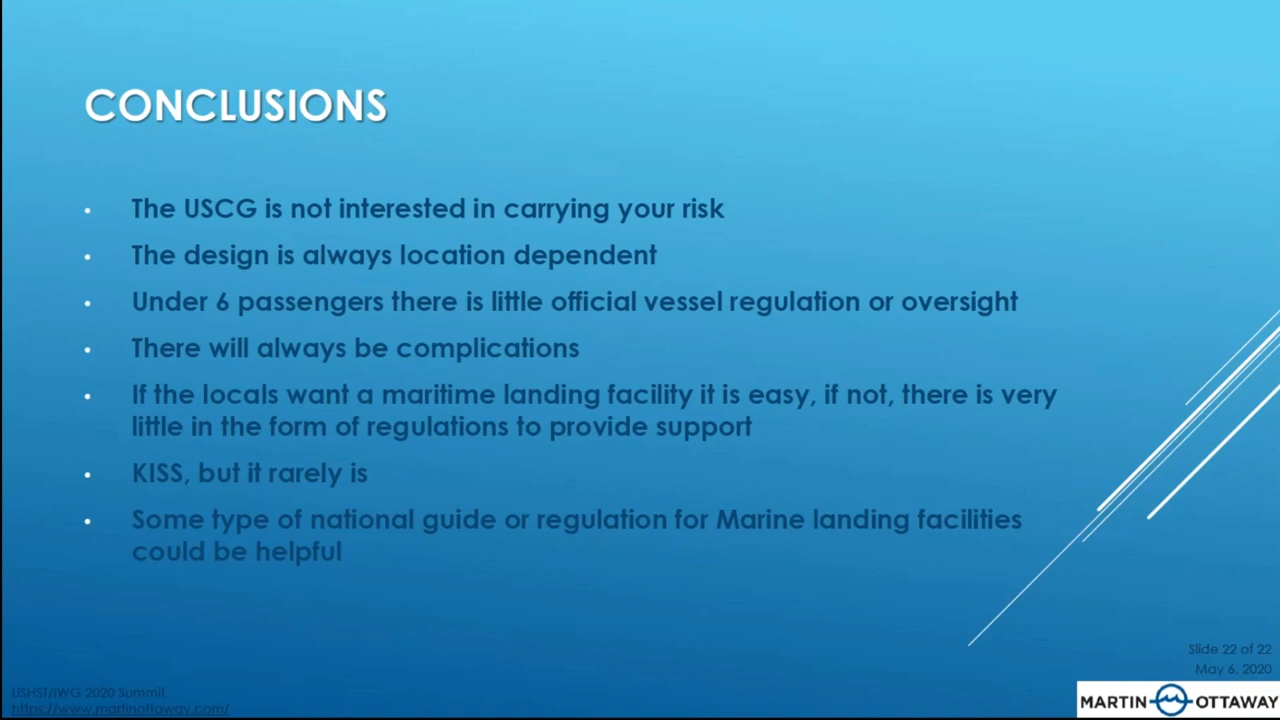 CONCLUSIONS
• The USCG is not interested in carrying your risk
• The design is always location dependent
• Under 6 passengers there is little official vessel regulation or oversight
• There will always be complications
• If the locals want a maritime landing facility it is easy, if not, there is very
little in the form of regulations to provide support
• KISS, but it rarely is
• Some type of national guide or regulation for Marine landing facilities
could be helpful
Slide 22 of 22
May 6, 2020
USHST/IWG 2020 Summit
https://www.martinottaway.com/
MARTIN OTTAWAY